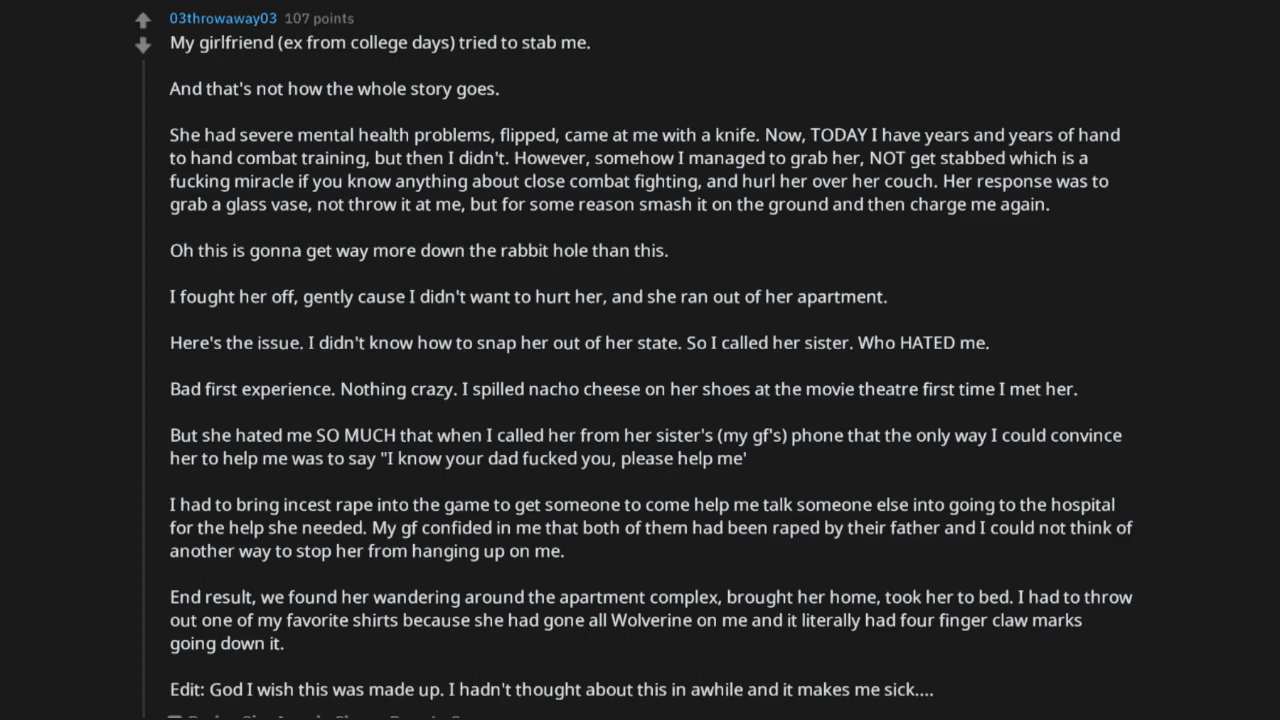 03throwaway03 107 points
My girlfriend (ex from college days) tried to stab me.
And that's not how the whole story goes.
She had severe mental health problems, flipped, came at me with a knife. Now, TODAY I have years and years of hand
to hand combat training, but then I didn't. However, somehow I managed to grab her, NOT get stabbed which is a
fucking miracle if you know anything about close combat fighting, and hurl her over her couch. Her response was to
grab a glass vase, not throw it at me, but for some reason smash it on the ground and then charge me again.
Oh this is gonna get way more down the rabbit hole than this.
I fought her off, gently cause I didn't want to hurt her, and she ran out of her apartment.
Here's the issue. I didn't know how to snap her out of her state. So I called her sister. Who HATED me.
Bad first experience. Nothing crazy. I spilled nacho cheese on her shoes at the movie theatre first time I met her.
But she hated me SO MUCH that when I called her from her sister's (my gf's) phone that the only way I could convince
her to help me was to say "I know your dad fucked you, please help me'
I had to bring incest rape into the game to get someone to come help me talk someone else into going to the hospital
for the help she needed. My gf confided in me that both of them had been raped by their father and I could not think of
another way to stop her from hanging up on me.
End result, we found her wandering around the apartment complex, brought her home, took her to bed. I had to throw
out one of my favorite shirts because she had gone all Wolverine on me and it literally had four finger claw marks
going down it.
Edit: God I wish this was made up. I hadn't thought about this in awhile and it makes me sick....